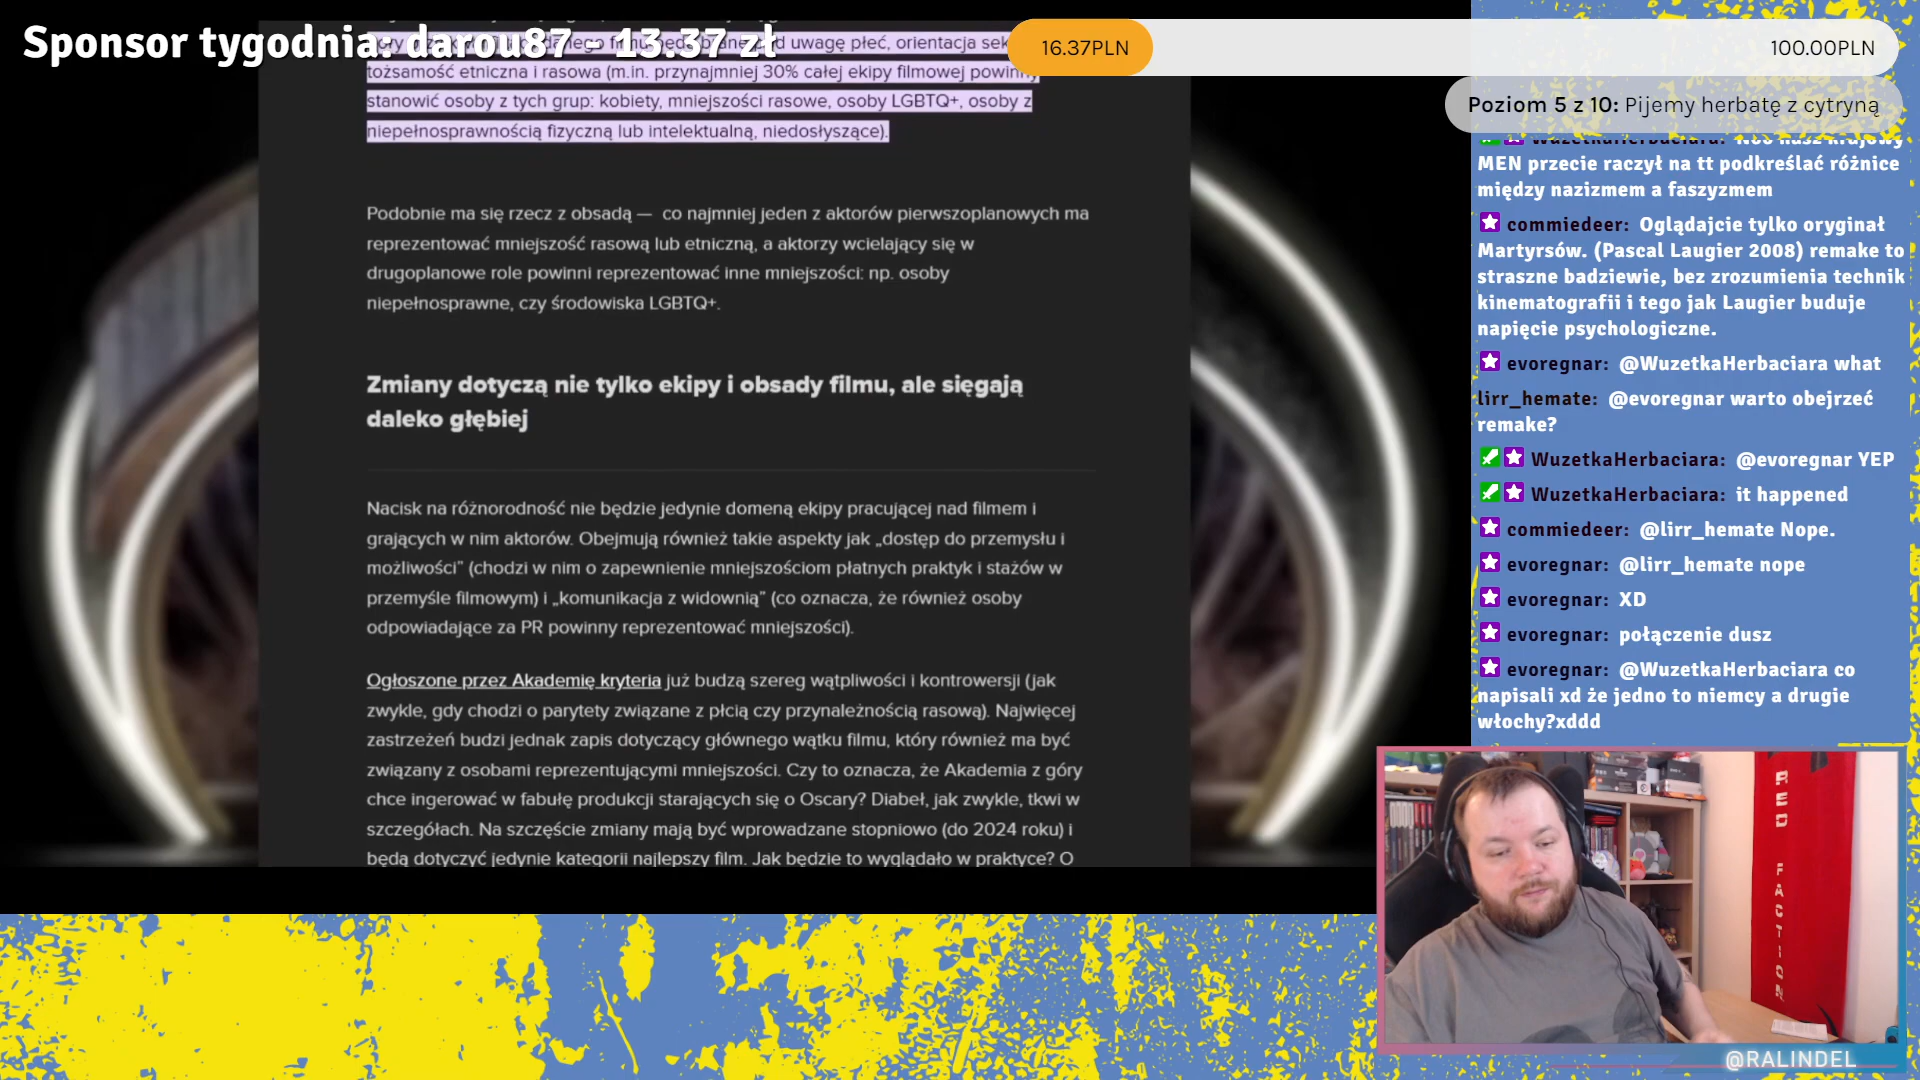 Sponsor tygodnia: darou87 - 13.37 zł
16.37PLN
100.00PLN
Poziom 5 z 10: Pijemy herbatę z cytryną
uwagę płeć, orientacja
tożsamość etniczna i rasowa (m.in. przynajmniej 30% całej ekipy filmowej powinny
stanowić osoby z tych grup: kobiety, mniejszości rasowe, osoby LGBTQ+, osoby z
niepełnosprawnością fizyczną lub intelektualną, niedosłyszące).
Podobnie ma się rzecz z obsadą — co najmniej jeden z aktorów pierwszoplanowych ma
reprezentować mniejszość rasową lub etniczną, a aktorzy wcielający się w
drugoplanowe role powinni reprezentować inne mniejszości: np. osoby
niepełnosprawne, czy środowiska LGBTQ+.
Zmiany dotyczą nie tylko ekipy i obsady filmu, ale sięgają
daleko głębiej
Nacisk na różnorodność nie będzie jedynie domeną ekipy pracującej nad filmem i
grających w nim aktorów. Obejmują również takie aspekty jak „dostęp do przemysłu i
możliwości” (chodzi w nim o zapewnienie mniejszościom płatnych praktyk i stażów w
przemyśle filmowym) i „komunikacja z widownią” (co oznacza, że również osoby
odpowiadające za PR powinny reprezentować mniejszości).
Ogłoszone przez Akademię kryteria już budzą szereg wątpliwości i kontrowersji (jak
zwykle, gdy chodzi o parytety związane z płcią czy przynależnością rasową). Najwięcej
zastrzeżeń budzi jednak zapis dotyczący głównego wątku filmu, który również ma być
związany z osobami reprezentującymi mniejszości. Czy to oznacza, że Akademia z góry
chce ingerować w fabułę produkcji starających się o Oscary? Diabeł, jak zwykle, tkwi w
szczegółach. Na szczęście zmiany mają być wprowadzane stopniowo (do 2024 roku) i
będą dotyczyć jedynie kategorii najlepszy film. Jak będzie to wyglądało w praktyce? O
WuzetkaHerbaciara: Noo nasz krajowy
MEN przecie raczył na tt podkreślać różnice
między nazizmem a faszyzmem
commiedeer: Oglądajcie tylko oryginał
Martyrsów. (Pascal Laugier 2008) remake to
straszne badziewie, bez zrozumienia technik
kinematografii i tego jak Laugier buduje
napięcie psychologiczne.
evoregnar: @WuzetkaHerbaciara what
lirr_hemate: @evoregnar warto obejrzeć
remake?
WuzetkaHerbaciara: @evoregnar YEP
WuzetkaHerbaciara: it happened
commiedeer: @lirr_hemate Nope.
evoregnar: @lirr_hemate nope
evoregnar: XD
evoregnar: połączenie dusz
evoregnar: @WuzetkaHerbaciara co
napisali xd że jedno to niemcy a drugie
włochy?xddd
RED FACTION
@RALINDEL